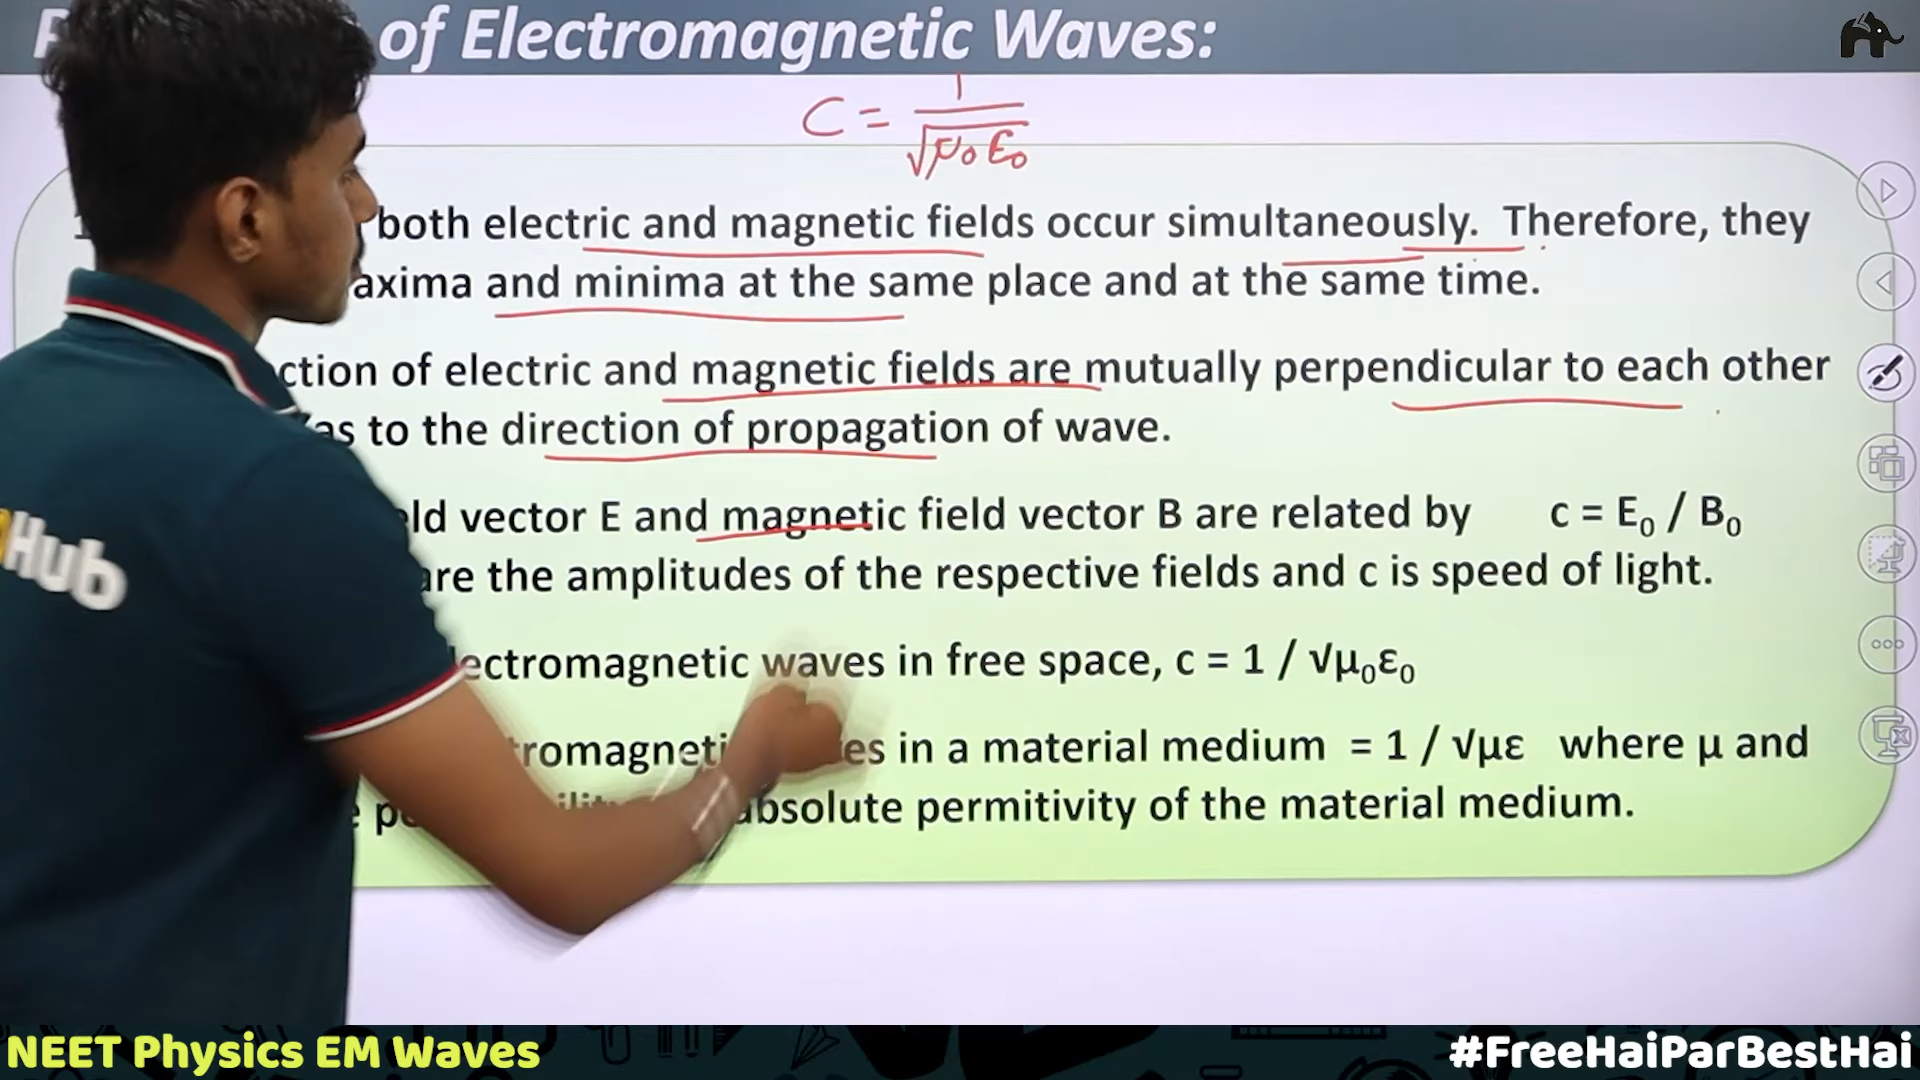 of Electromagnetic Waves:
C = 1 / √μ₀ε₀
both electric and magnetic fields occur simultaneously. Therefore, they
axima and minima at the same place and at the same time.
ction of electric and magnetic fields are mutually perpendicular to each other
as to the direction of propagation of wave.
ld vector E and magnetic field vector B are related by c = E₀ / B₀
are the amplitudes of the respective fields and c is speed of light.
ectromagnetic waves in free space, c = 1 / √μ₀ε₀
tromagneti es in a material medium = 1 / √με where μ and
absolute permitivity of the material medium.
Hub
NEET Physics EM Waves
#FreeHaiParBestHai